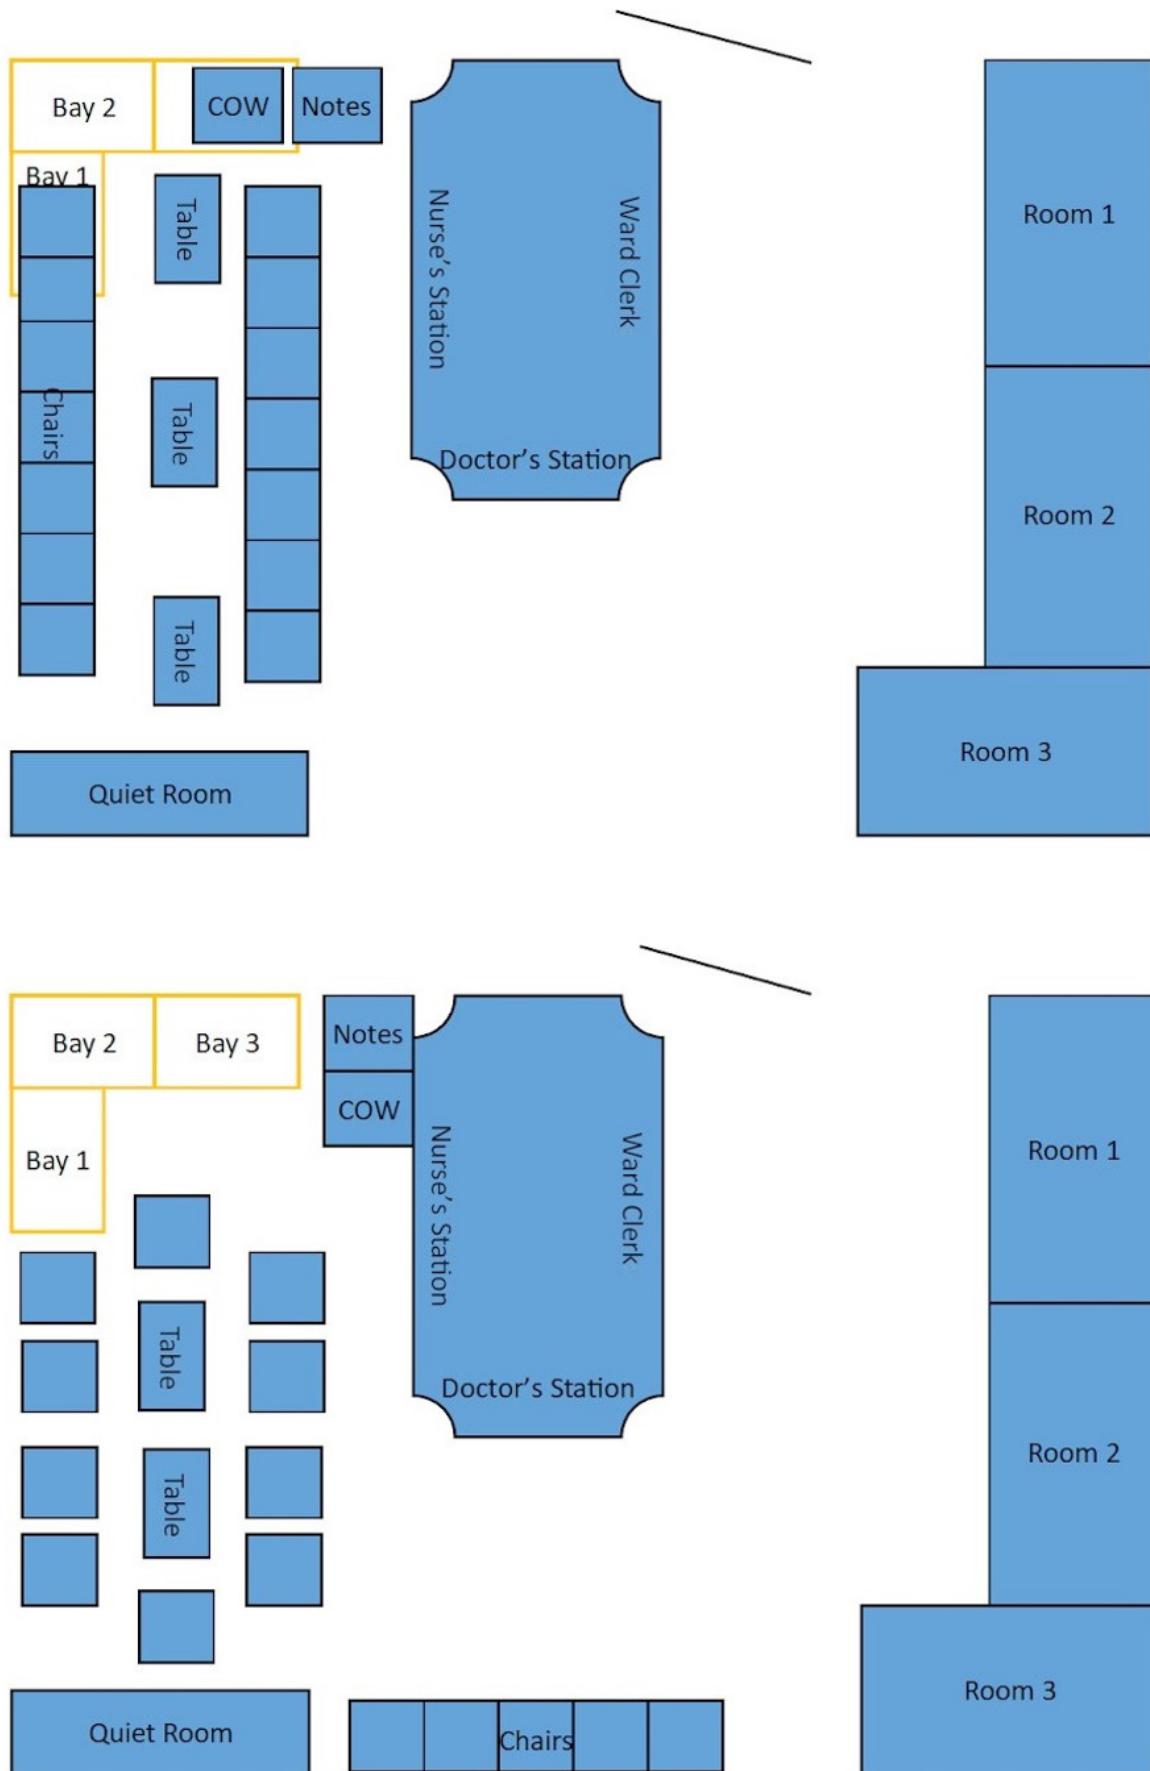 Bay 2
COW
Notes
Bay 1
Table
Nurse's Station
Ward Clerk
Room 1
Chairs
Table
Doctor's Station
Room 2
Table
Room 3
Quiet Room
Bay 2
Bay 3
Notes
COW
Bay 1
Nurse's Station
Ward Clerk
Room 1
Table
Doctor's Station
Room 2
Table
Room 3
Quiet Room
Chairs